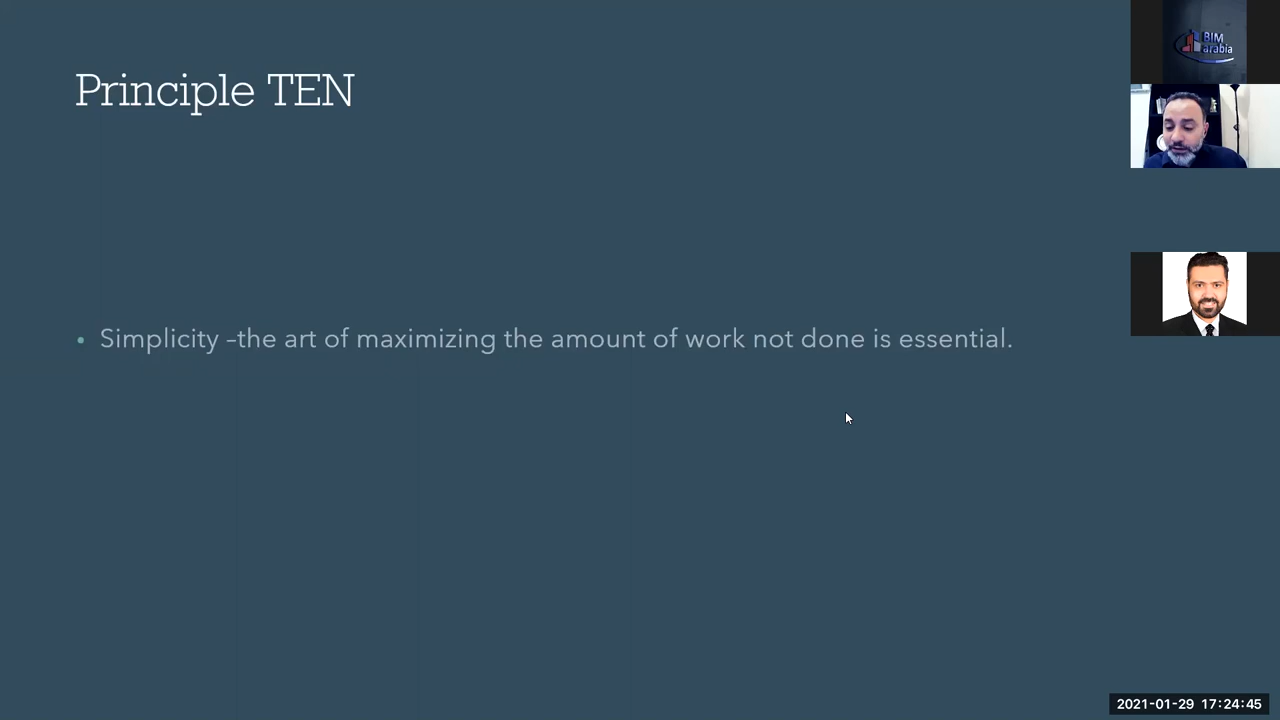 Principle TEN
• Simplicity –the art of maximizing the amount of work not done is essential.
BIM
arabia
2021-01-29 17:24:45